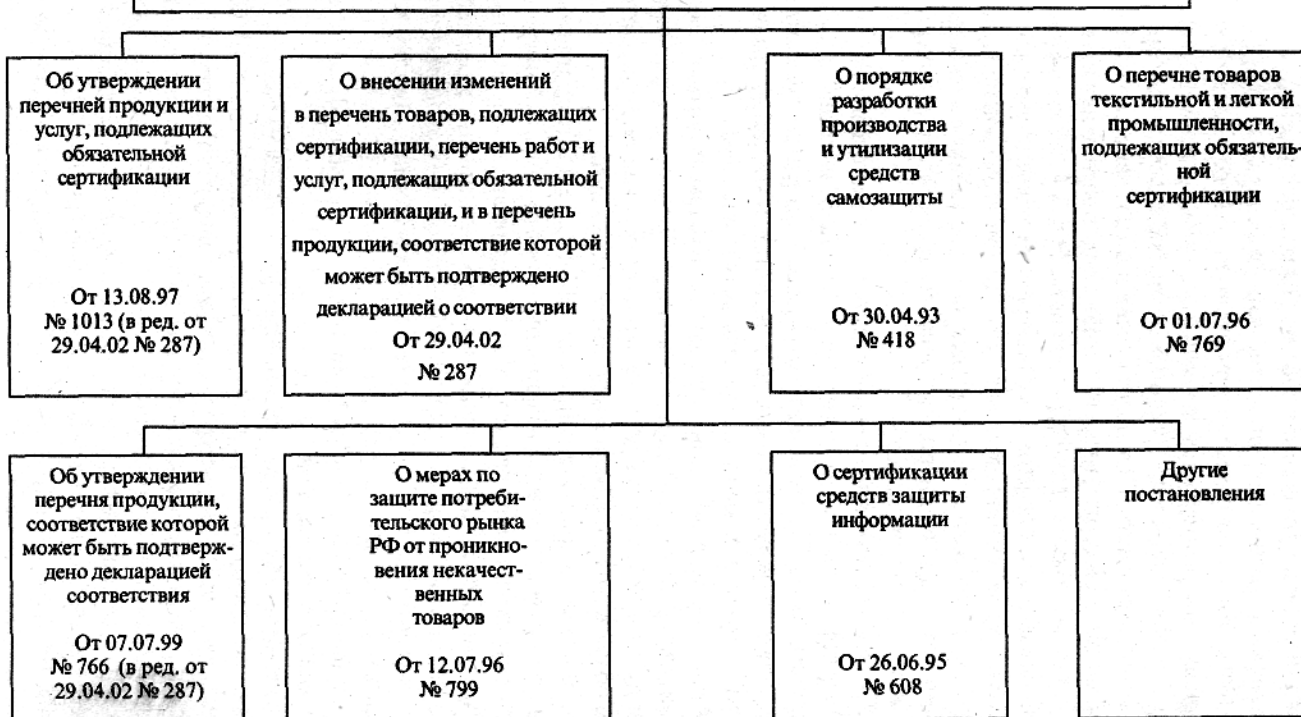 Об утверждении
перечней продукции и
услуг, подлежащих
обязательной
сертификации
От 13.08.97
№ 1013 (в ред. от
29.04.02 № 287)
О внесении изменений
в перечень товаров, подлежащих
сертификации, перечень работ и
услуг, подлежащих обязательной
сертификации, и в перечень
продукции, соответствие которой
может быть подтверждено
декларацией о соответствии
От 29.04.02
№ 287
О порядке
разработки
производства
и утилизации
средств
самозащиты
От 30.04.93
№ 418
О перечне товаров
текстильной и легкой
промышленности,
подлежащих обязатель-
ной
сертификации
От 01.07.96
№ 769
Об утверждении
перечня продукции,
соответствие которой
может быть подтверж-
дено декларацией
соответствия
От 07.07.99
№ 766 (в ред. от
29.04.02 № 287)
О мерах по
защите потреби-
тельского рынка
РФ от проникно-
вения некачест-
венных
товаров
От 12.07.96
№ 799
О сертификации
средств защиты
информации
От 26.06.95
№ 608
Другие
постановления